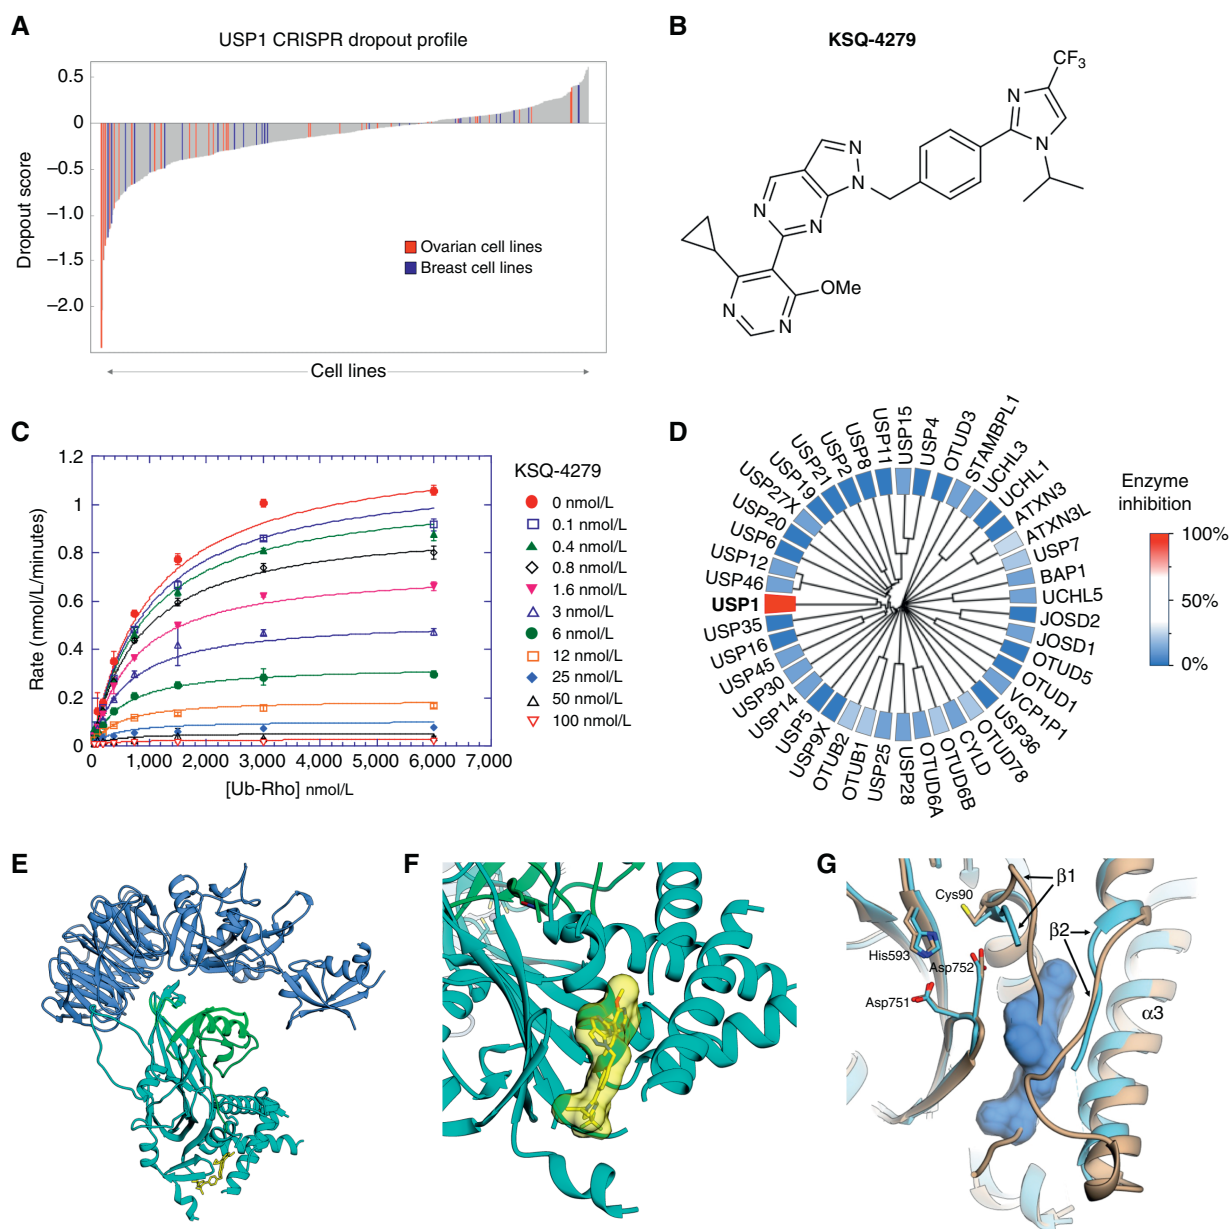 A
USP1 CRISPR dropout profile
0.5
0
−0.5
−1.0
−1.5
−2.0
Dropout score
Ovarian cell lines
Breast cell lines
Cell lines
B
KSQ-4279
CF3
N
N
N
N
N
N
N
N
OMe
N
C
1.2
1
0.8
0.6
0.4
0.2
0
Rate (nmol/L/minutes)
0
1,000
2,000
3,000
4,000
5,000
6,000
7,000
[Ub-Rho] nmol/L
KSQ-4279
0 nmol/L
0.1 nmol/L
0.4 nmol/L
0.8 nmol/L
1.6 nmol/L
3 nmol/L
6 nmol/L
12 nmol/L
25 nmol/L
50 nmol/L
100 nmol/L
D
USP1
USP46
USP12
USP6
USP20
USP27X
USP19
USP21
USP2
USP8
USP11
USP15
USP4
OTUD3
STAMBPL1
UCHL3
UCHL1
ATXN3
ATXN3L
USP7
BAP1
UCHL5
JOSD2
JOSD1
OTUD5
OTUD1
VCP1P1
USP36
OTUD78
CYLD
OTUD6B
OTUD6A
USP28
USP25
OTUB1
OTUB2
USP9X
USP5
USP14
USP30
USP45
USP16
USP35
Enzyme
inhibition
100%
50%
0%
E
F
G
β1
Cys90
β2
His593
Asp752
Asp751
α3